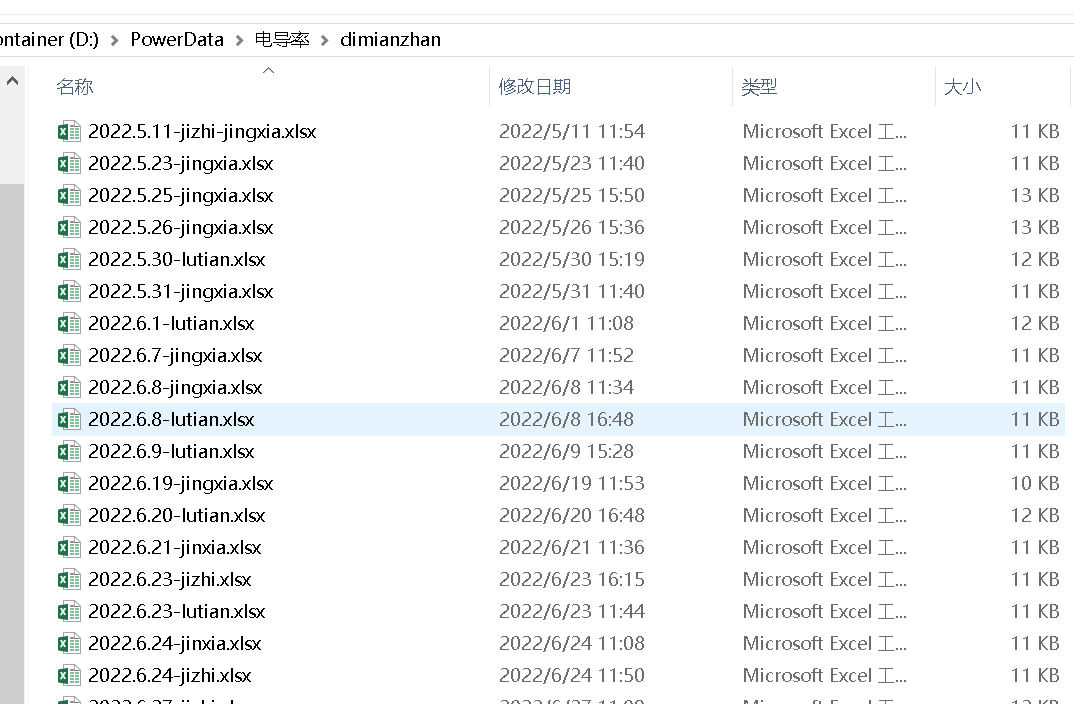 ontainer (D:) > PowerData > 电导率 > dimianzhan
名称 修改日期 类型 大小
2022.5.11-jizhi-jingxia.xlsx 2022/5/11 11:54 Microsoft Excel 工... 11 KB
2022.5.23-jingxia.xlsx 2022/5/23 11:40 Microsoft Excel 工... 11 KB
2022.5.25-jingxia.xlsx 2022/5/25 15:50 Microsoft Excel 工... 13 KB
2022.5.26-jingxia.xlsx 2022/5/26 15:36 Microsoft Excel 工... 13 KB
2022.5.30-lutian.xlsx 2022/5/30 15:19 Microsoft Excel 工... 12 KB
2022.5.31-jingxia.xlsx 2022/5/31 11:40 Microsoft Excel 工... 11 KB
2022.6.1-lutian.xlsx 2022/6/1 11:08 Microsoft Excel 工... 12 KB
2022.6.7-jingxia.xlsx 2022/6/7 11:52 Microsoft Excel 工... 11 KB
2022.6.8-jingxia.xlsx 2022/6/8 11:34 Microsoft Excel 工... 11 KB
2022.6.8-lutian.xlsx 2022/6/8 16:48 Microsoft Excel 工... 11 KB
2022.6.9-lutian.xlsx 2022/6/9 15:28 Microsoft Excel 工... 11 KB
2022.6.19-jingxia.xlsx 2022/6/19 11:53 Microsoft Excel 工... 10 KB
2022.6.20-lutian.xlsx 2022/6/20 16:48 Microsoft Excel 工... 12 KB
2022.6.21-jinxia.xlsx 2022/6/21 11:36 Microsoft Excel 工... 11 KB
2022.6.23-jizhi.xlsx 2022/6/23 16:15 Microsoft Excel 工... 11 KB
2022.6.23-lutian.xlsx 2022/6/23 11:44 Microsoft Excel 工... 11 KB
2022.6.24-jinxia.xlsx 2022/6/24 11:08 Microsoft Excel 工... 11 KB
2022.6.24-jizhi.xlsx 2022/6/24 11:50 Microsoft Excel 工... 11 KB